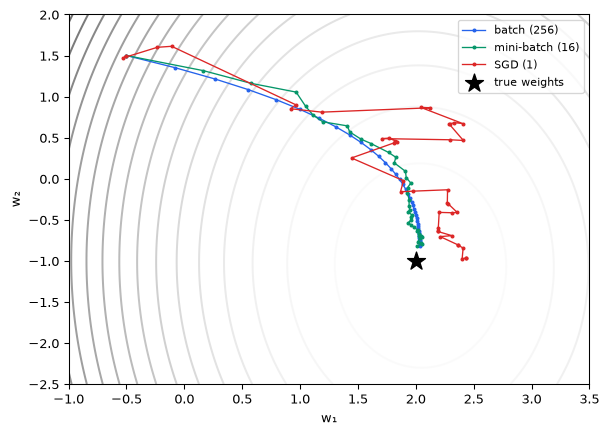 batch (256)
mini-batch (16)
SGD (1)
true weights
2.0
1.5
1.0
0.5
0.0
−0.5
−1.0
−1.5
−2.0
−2.5
w₂
−1.0 −0.5 0.0 0.5 1.0 1.5 2.0 2.5 3.0 3.5
w₁